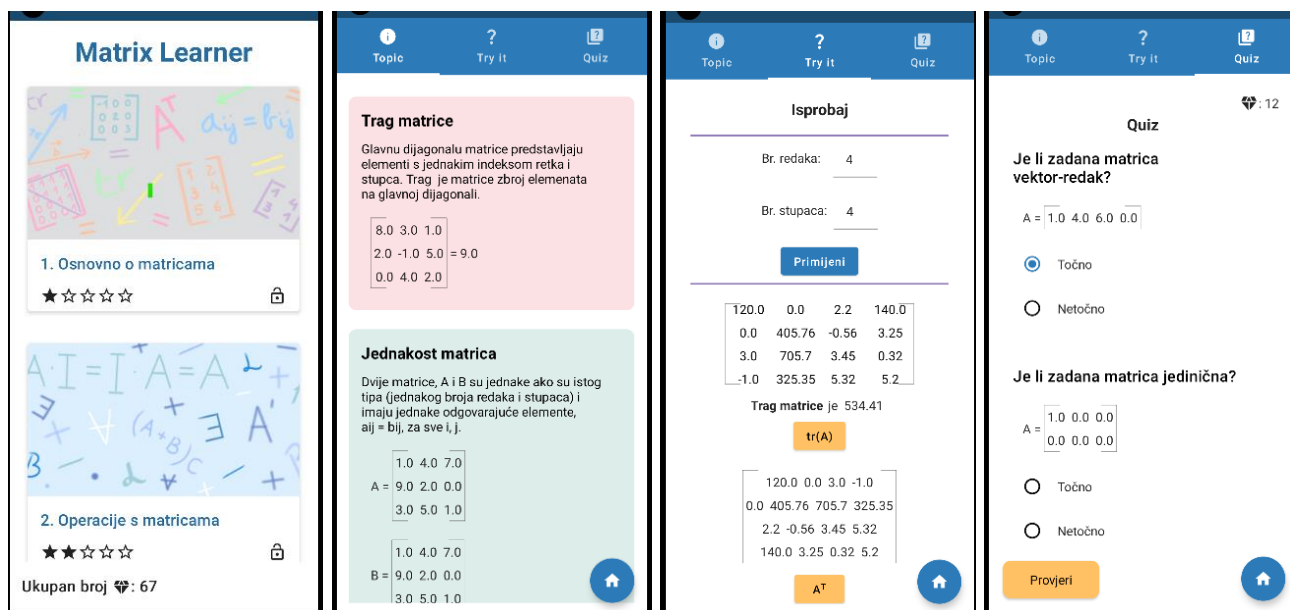 Matrix Learner
A
T
aij = bij
tr
1. Osnovno o matricama
A · I = I · A = A
(A+B)C
2. Operacije s matricama
Ukupan broj : 67
Topic
Try it
Quiz
Trag matrice
Glavnu dijagonalu matrice predstavljaju
elementi s jednakim indeksom retka i
stupca. Trag je matrice zbroj elemenata
na glavnoj dijagonali.
8.0 3.0 1.0
2.0 -1.0 5.0 = 9.0
0.0 4.0 2.0
Jednakost matrica
Dvije matrice, A i B su jednake ako su istog
tipa (jednakog broja redaka i stupaca) i
imaju jednake odgovarajuće elemente,
aij = bij, za sve i, j.
1.0 4.0 7.0
A = 9.0 2.0 0.0
3.0 5.0 1.0
1.0 4.0 7.0
B = 9.0 2.0 0.0
3.0 5.0 1.0
Topic
Try it
Quiz
Isprobaj
Br. redaka: 4
Br. stupaca: 4
Primijeni
120.0 0.0 2.2 140.0
0.0 405.76 -0.56 3.25
3.0 705.7 3.45 0.32
-1.0 325.35 5.32 5.2
Trag matrice je 534.41
tr(A)
120.0 0.0 3.0 -1.0
0.0 405.76 705.7 325.35
2.2 -0.56 3.45 5.32
140.0 3.25 0.32 5.2
Aᵀ
Topic
Try it
Quiz
: 12
Quiz
Je li zadana matrica
vektor-redak?
A = 1.0 4.0 6.0 0.0
Točno
Netočno
Je li zadana matrica jedinična?
A = 1.0 0.0 0.0
0.0 0.0 0.0
Točno
Netočno
Provjeri